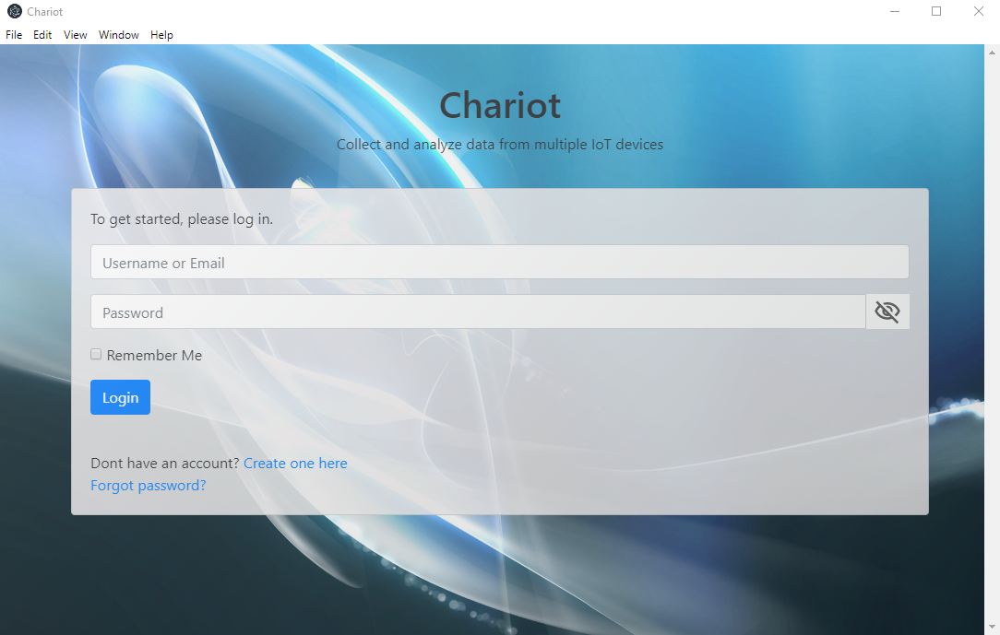 Chariot
File Edit View Window Help
Chariot
Collect and analyze data from multiple IoT devices
To get started, please log in.
Username or Email
Password
Remember Me
Login
Dont have an account? Create one here
Forgot password?